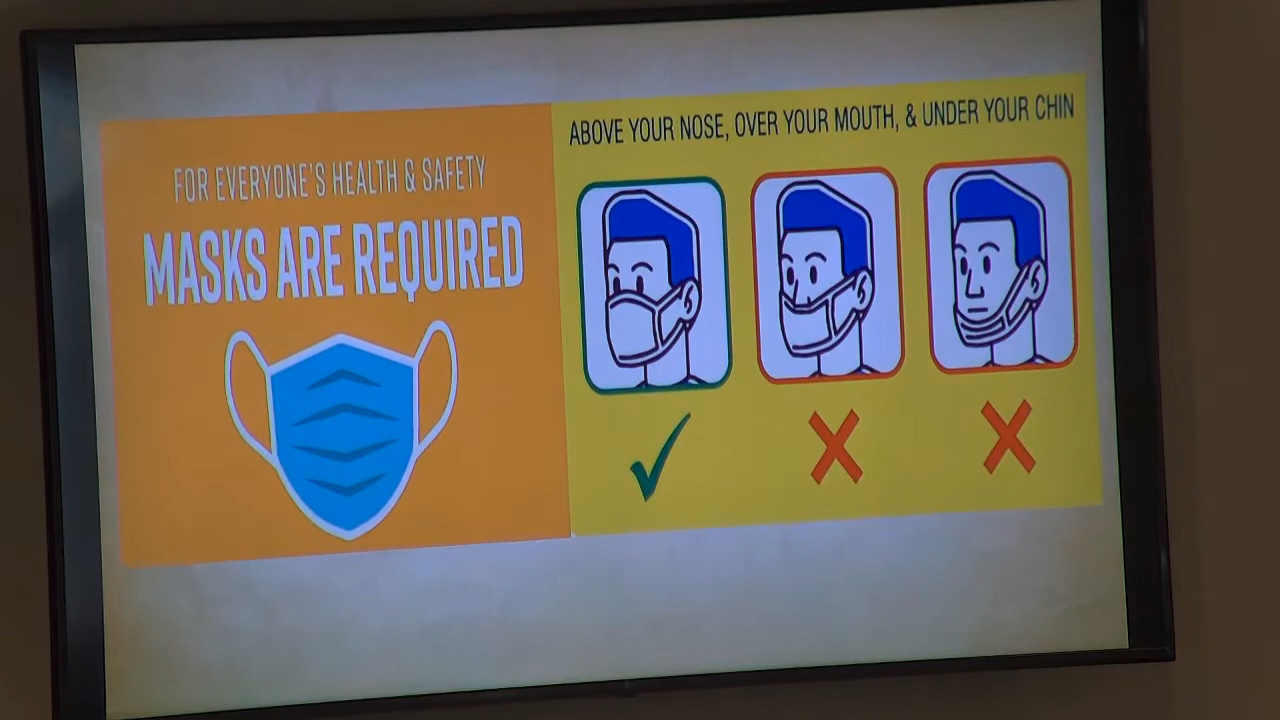 FOR EVERYONE'S HEALTH & SAFETY
MASKS ARE REQUIRED
ABOVE YOUR NOSE, OVER YOUR MOUTH, & UNDER YOUR CHIN